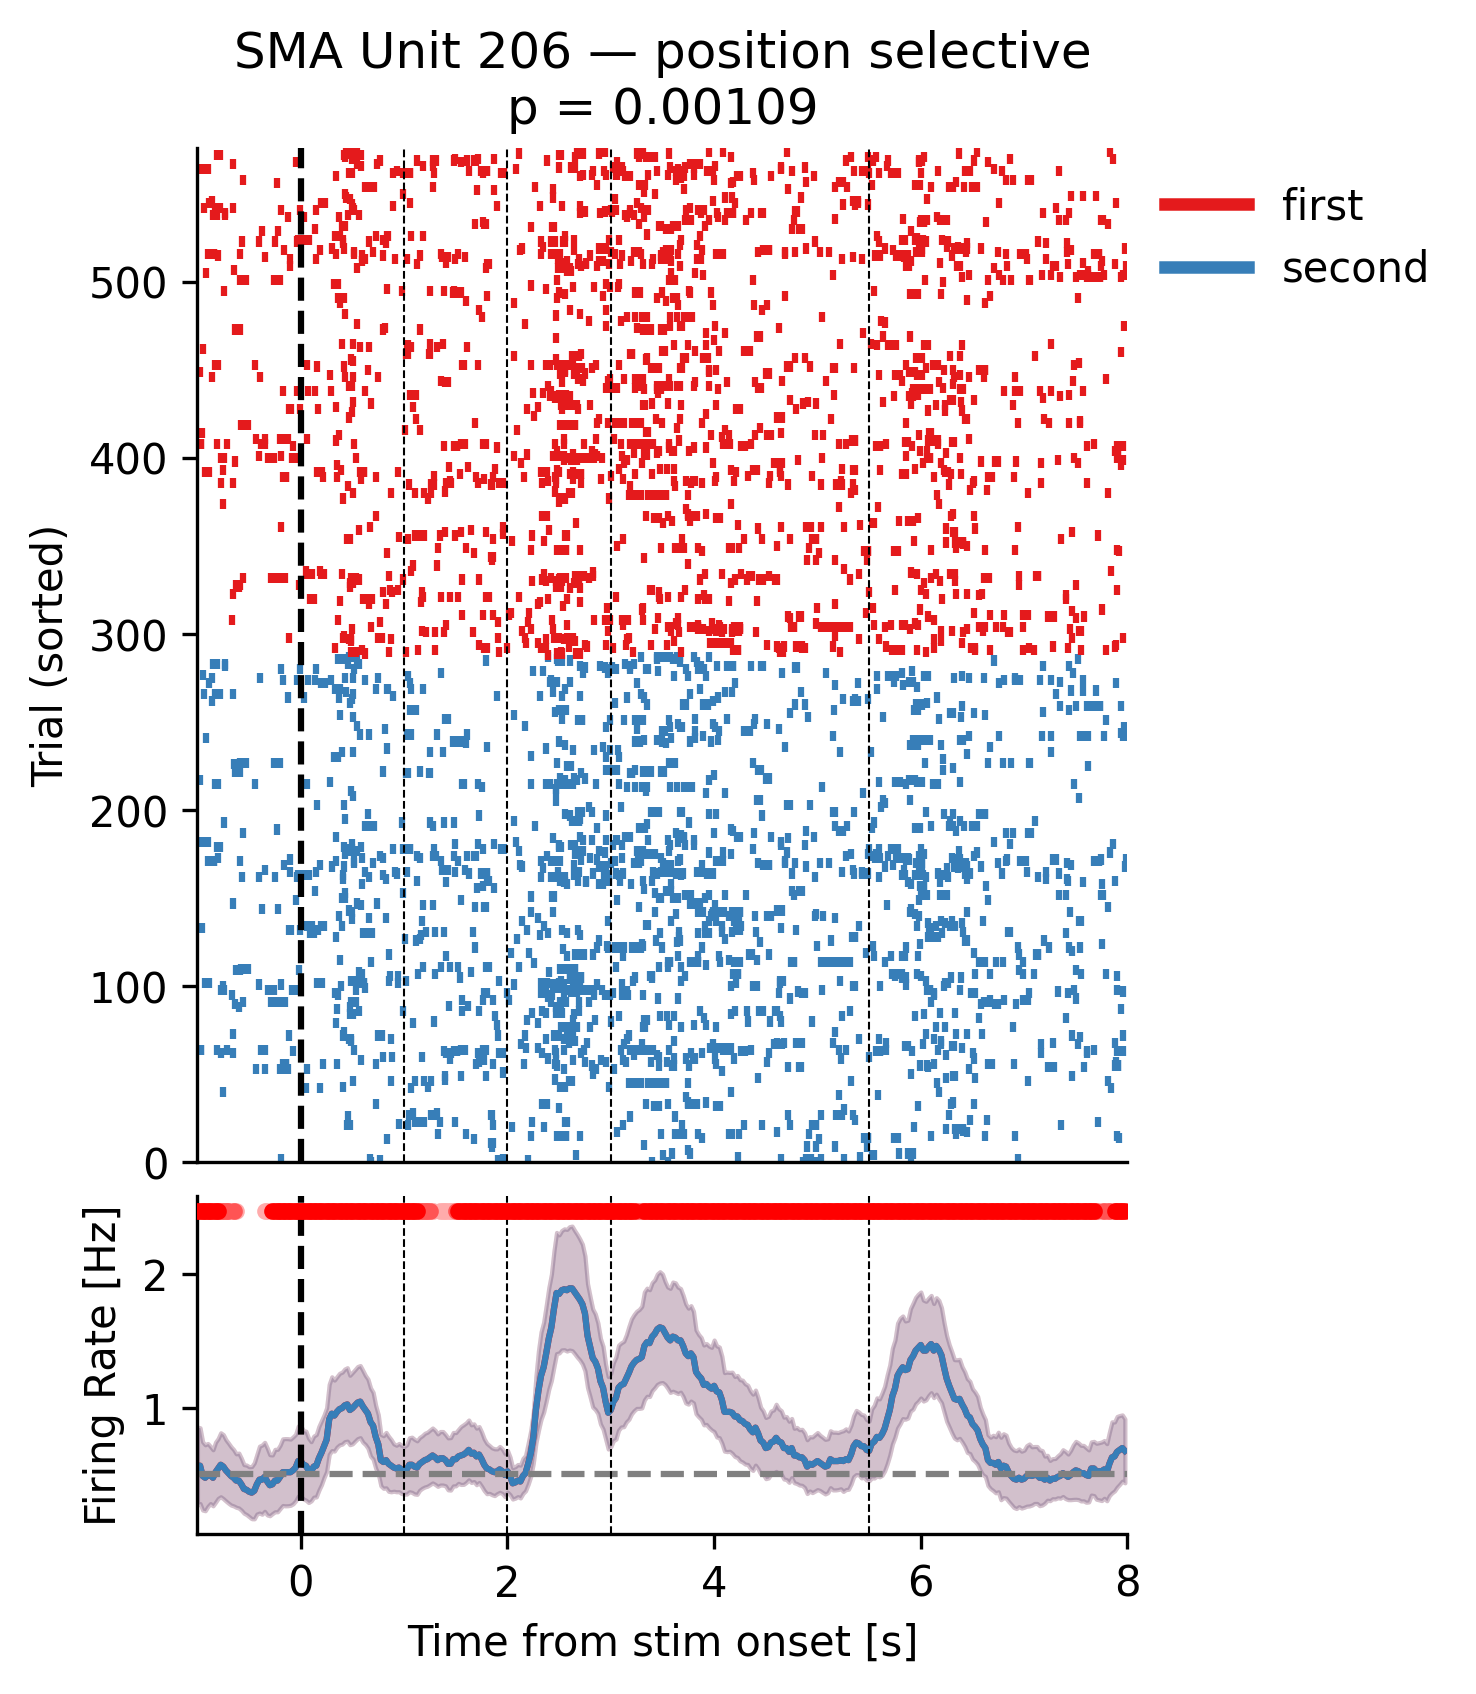 SMA Unit 206 — position selective
p = 0.00109
first
second
Trial (sorted)
500
400
300
200
100
0
Firing Rate [Hz]
2
1
0 2 4 6 8
Time from stim onset [s]